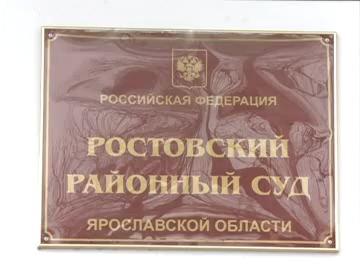 РОССИЙСКАЯ ФЕДЕРАЦИЯ
РОСТОВСКИЙ
РАЙОННЫЙ СУД
ЯРОСЛАВСКОЙ ОБЛАСТИ